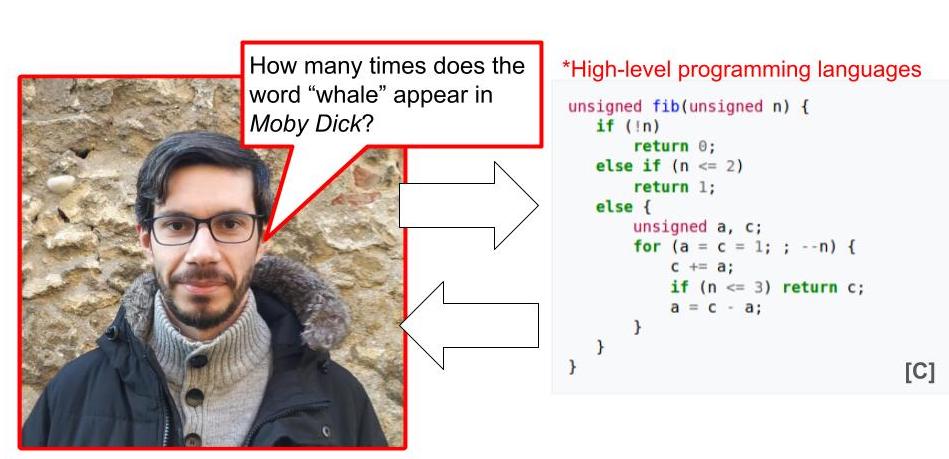 How many times does the
word “whale” appear in
Moby Dick?
*High-level programming languages
unsigned fib(unsigned n) {
if (!n)
return 0;
else if (n <= 2)
return 1;
else {
unsigned a, c;
for (a = c = 1; ; --n) {
c += a;
if (n <= 3) return c;
a = c - a;
}
}
}
[C]